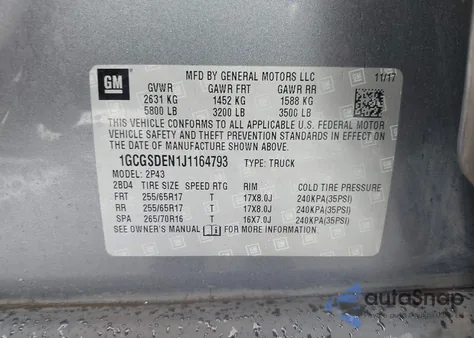 GM
MFD BY GENERAL MOTORS LLC 11/17
GVWR GAWR FRT GAWR RR
2631 KG 1452 KG 1588 KG
5800 LB 3200 LB 3500 LB
THIS VEHICLE CONFORMS TO ALL APPLICABLE U.S. FEDERAL MOTOR
VEHICLE SAFETY AND THEFT PREVENTION STANDARDS IN EFFECT ON
THE DATE OF MANUFACTURE SHOWN ABOVE.
1GCGSDEN1J1164793 TYPE: TRUCK
MODEL: 2P43
2BD4 TIRE SIZE SPEED RTG RIM COLD TIRE PRESSURE
FRT 255/65R17 T 17X8.0J 240KPA(35PSI)
RR 255/65R17 T 17X8.0J 240KPA(35PSI)
SPA 265/70R16 T 16X7.0J 240KPA(35PSI)
SEE OWNER'S MANUAL FOR MORE INFORMATION.
autoSnap